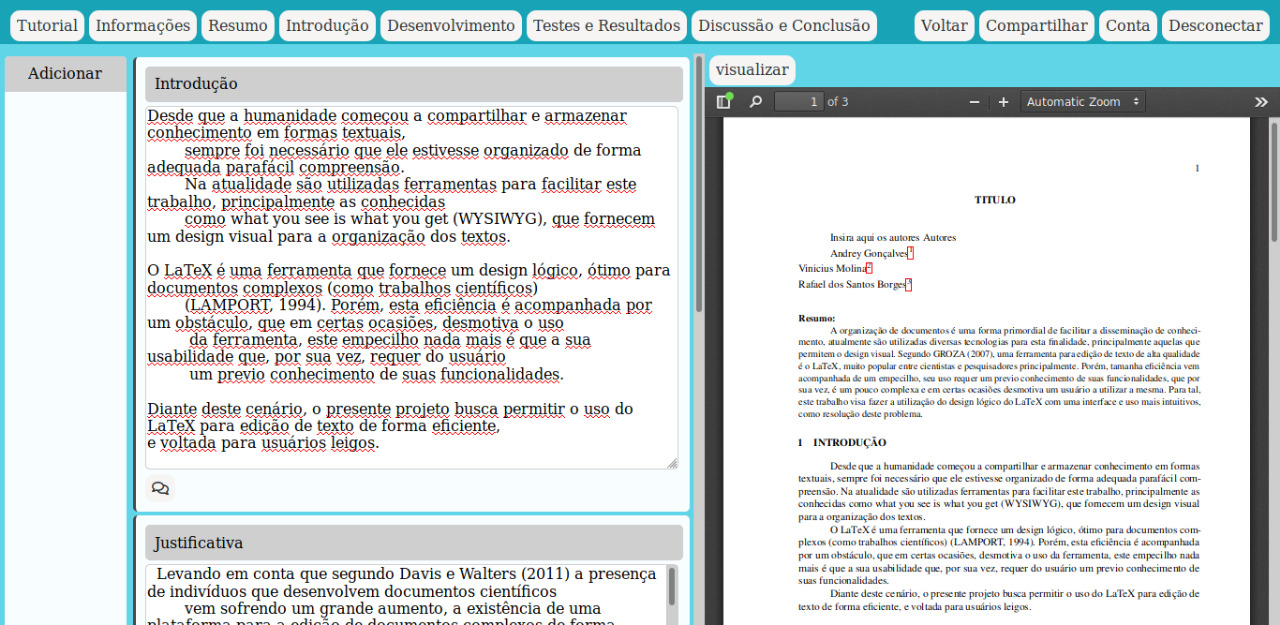 Tutorial Informações Resumo Introdução Desenvolvimento Testes e Resultados Discussão e Conclusão Voltar Compartilhar Conta Desconectar
Adicionar
Introdução
Desde que a humanidade começou a compartilhar e armazenar
conhecimento em formas textuais,
sempre foi necessário que ele estivesse organizado de forma
adequada parafácil compreensão.
Na atualidade são utilizadas ferramentas para facilitar este
trabalho, principalmente as conhecidas
como what you see is what you get (WYSIWYG), que fornecem
um design visual para a organização dos textos.
O LaTeX é uma ferramenta que fornece um design lógico, ótimo para
documentos complexos (como trabalhos científicos)
(LAMPORT, 1994). Porém, esta eficiência é acompanhada por
um obstáculo, que em certas ocasiões, desmotiva o uso
da ferramenta, este empecilho nada mais é que a sua
usabilidade que, por sua vez, requer do usuário
um previo conhecimento de suas funcionalidades.
Diante deste cenário, o presente projeto busca permitir o uso do
LaTeX para edição de texto de forma eficiente,
e voltada para usuários leigos.
Justificativa
Levando em conta que segundo Davis e Walters (2011) a presença
de indivíduos que desenvolvem documentos científicos
vem sofrendo um grande aumento, a existência de uma
plataforma para a edição de documentos complexos de forma
visualizar
1 of 3
Automatic Zoom
1
TITULO
Insira aqui os autores Autores
Andrey Gonçalves1
Vinicius Molina2
Rafael dos Santos Borges3
Resumo:
A organização de documentos é uma forma primordial de facilitar a disseminação de conheci-
mento, atualmente são utilizadas diversas tecnologias para esta finalidade, principalmente aquelas que
permitem o design visual. Segundo GROZA (2007), uma ferramenta para edição de texto de alta qualidade
é o LaTeX, muito popular entre cientistas e pesquisadores principalmente. Porém, tamanha eficiência vem
acompanhada de um empecilho, seu uso requer um previo conhecimento de suas funcionalidades, que por
sua vez, é um pouco complexa e em certas ocasiões desmotiva um usuário a utilizar a mesma. Para tal,
este trabalho visa fazer a utilização do design lógico do LaTeX com uma interface e uso mais intuitivos,
como resolução deste problema.
1 INTRODUÇÃO
Desde que a humanidade começou a compartilhar e armazenar conhecimento em formas
textuais, sempre foi necessário que ele estivesse organizado de forma adequada parafácil com-
preensão. Na atualidade são utilizadas ferramentas para facilitar este trabalho, principalmente as
conhecidas como what you see is what you get (WYSIWYG), que fornecem um design visual
para a organização dos textos.
O LaTeX é uma ferramenta que fornece um design lógico, ótimo para documentos com-
plexos (como trabalhos científicos) (LAMPORT, 1994). Porém, esta eficiência é acompanhada
por um obstáculo, que em certas ocasiões, desmotiva o uso da ferramenta, este empecilho nada
mais é que a sua usabilidade que, por sua vez, requer do usuário um previo conhecimento de
suas funcionalidades.
Diante deste cenário, o presente projeto busca permitir o uso do LaTeX para edição de
texto de forma eficiente, e voltada para usuários leigos.